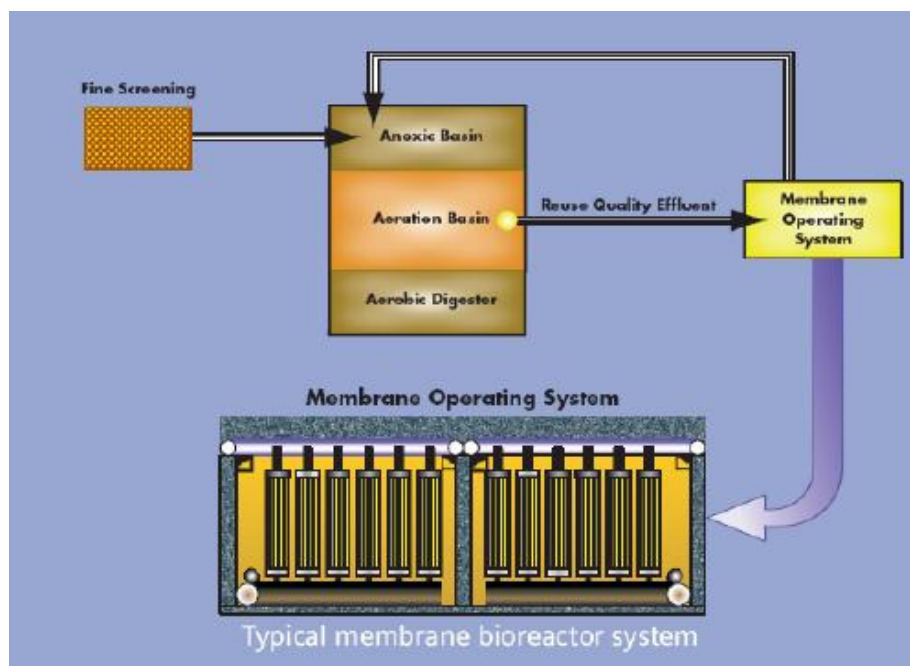 Fine Screening
Anoxic Basin
Aeration Basin
Reuse Quality Effluent
Membrane
Operating
System
Aerobic Digester
Membrane Operating System
Typical membrane bioreactor system